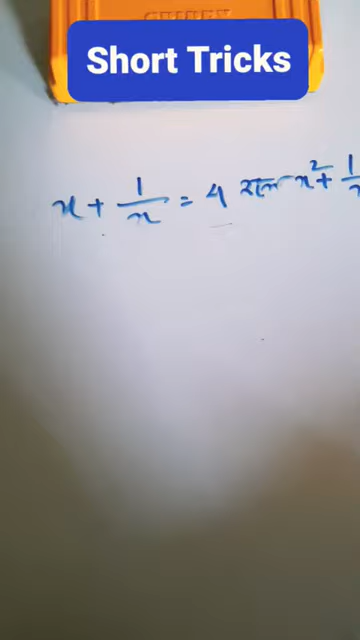 Short Tricks
x + 1/x = 4 হলে x² + 1/x